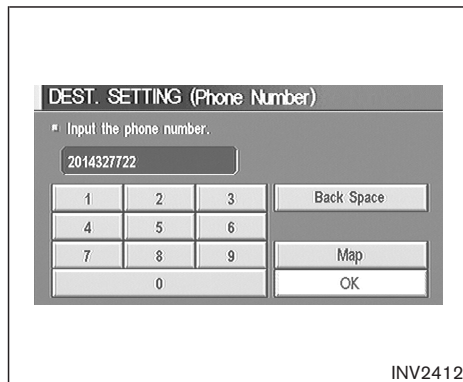 DEST. SETTING (Phone Number)
Input the phone number.
2014327722
1 2 3 Back Space
4 5 6
7 8 9 Map
0 OK
INV2412